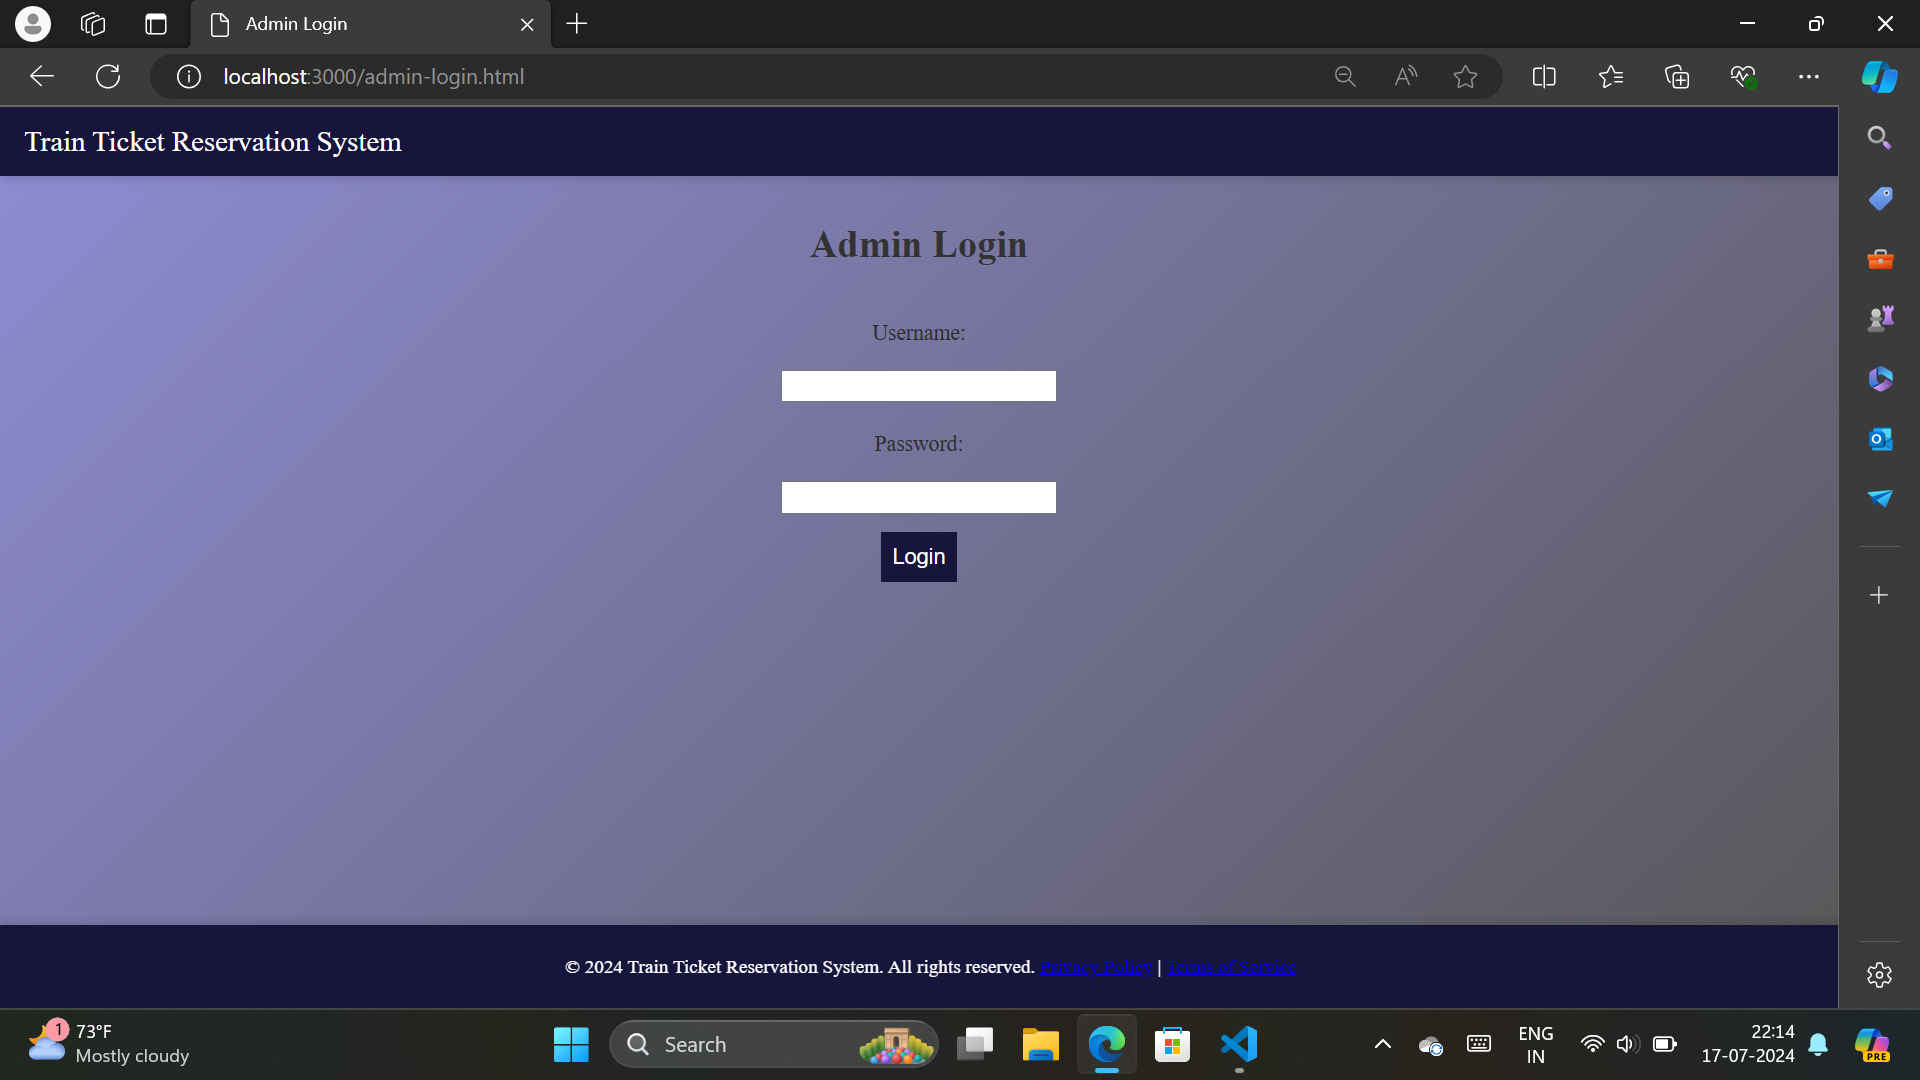 Admin Login
localhost:3000/admin-login.html
Train Ticket Reservation System
Admin Login
Username:
Password:
Login
© 2024 Train Ticket Reservation System. All rights reserved. Privacy Policy | Terms of Service
1
73°F
Mostly cloudy
Search
ENG
IN
22:14
17-07-2024
PRE